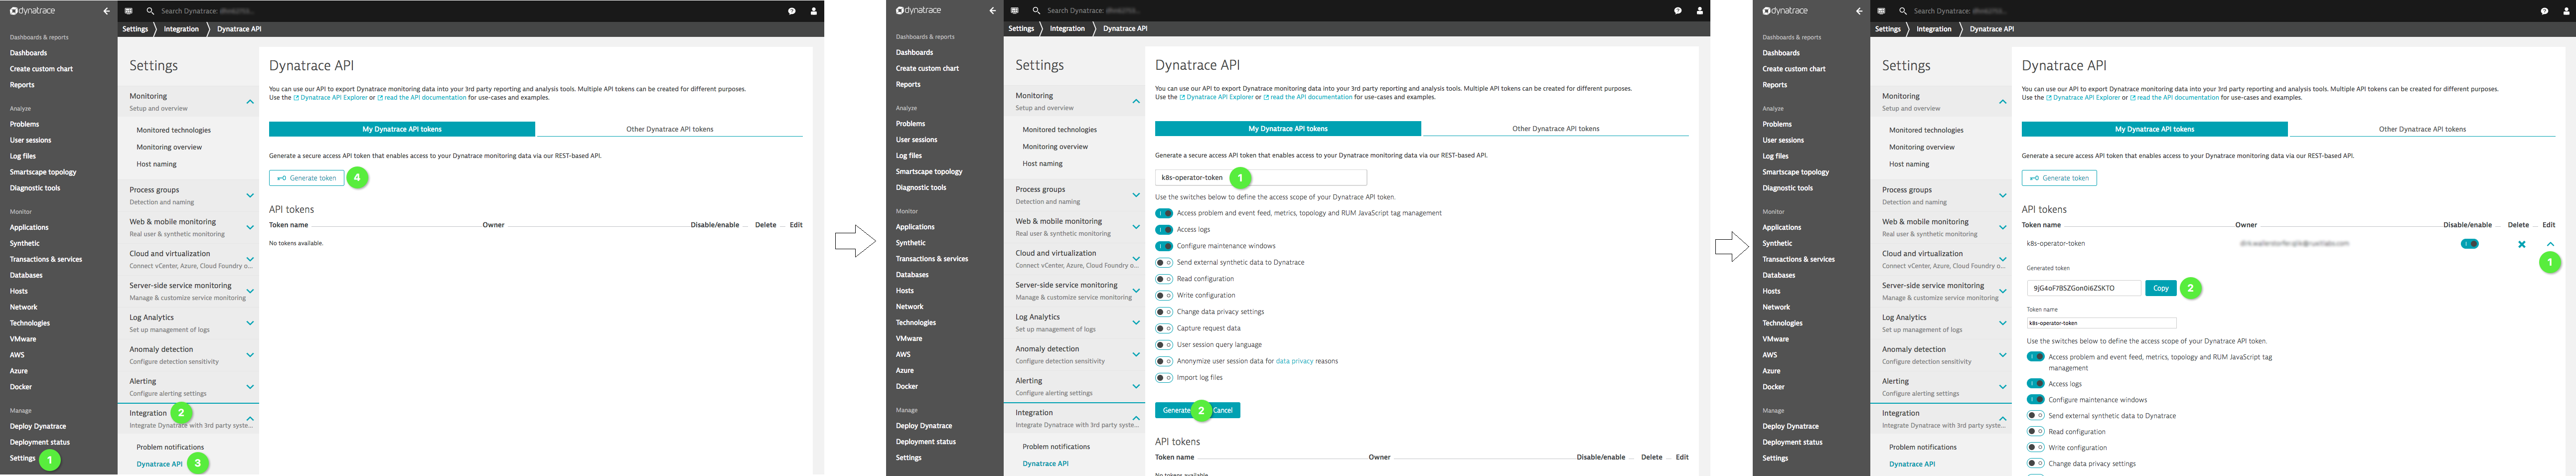 dynatrace
Search Dynatrace:
Dashboards & reports
Dashboards
Create custom chart
Reports
Analyze
Problems
User sessions
Log files
Smartscape topology
Diagnostic tools
Monitor
Applications
Synthetic
Transactions & services
Databases
Hosts
Network
Technologies
VMware
AWS
Azure
Docker
Manage
Deploy Dynatrace
Deployment status
Settings 1
Settings Integration Dynatrace API
Settings
Monitoring
Setup and overview
Monitored technologies
Monitoring overview
Host naming
Process groups
Detection and naming
Web & mobile monitoring
Real user & synthetic monitoring
Cloud and virtualization
Connect vCenter, Azure, Cloud Foundry o...
Server-side service monitoring
Manage & customize service monitoring
Log Analytics
Set up management of logs
Anomaly detection
Configure detection sensitivity
Alerting
Configure alerting settings
Integration 2
Integrate Dynatrace with 3rd party syste...
Problem notifications
Dynatrace API 3
Dynatrace API
You can use our API to export Dynatrace monitoring data into your 3rd party reporting and analysis tools. Multiple API tokens can be created for different purposes.
Use the Dynatrace API Explorer or read the API documentation for use-cases and examples.
My Dynatrace API tokens Other Dynatrace API tokens
Generate a secure access API token that enables access to your Dynatrace monitoring data via our REST-based API.
Generate token 4
API tokens
Token name Owner Disable/enable Delete Edit
No tokens available.
dynatrace
Search Dynatrace:
Dashboards & reports
Dashboards
Create custom chart
Reports
Analyze
Problems
User sessions
Log files
Smartscape topology
Diagnostic tools
Monitor
Applications
Synthetic
Transactions & services
Databases
Hosts
Network
Technologies
VMware
AWS
Azure
Docker
Manage
Deploy Dynatrace
Deployment status
Settings
Settings Integration Dynatrace API
Settings
Monitoring
Setup and overview
Monitored technologies
Monitoring overview
Host naming
Process groups
Detection and naming
Web & mobile monitoring
Real user & synthetic monitoring
Cloud and virtualization
Connect vCenter, Azure, Cloud Foundry o...
Server-side service monitoring
Manage & customize service monitoring
Log Analytics
Set up management of logs
Anomaly detection
Configure detection sensitivity
Alerting
Configure alerting settings
Integration
Integrate Dynatrace with 3rd party syste...
Problem notifications
Dynatrace API
Dynatrace API
You can use our API to export Dynatrace monitoring data into your 3rd party reporting and analysis tools. Multiple API tokens can be created for different purposes.
Use the Dynatrace API Explorer or read the API documentation for use-cases and examples.
My Dynatrace API tokens Other Dynatrace API tokens
Generate a secure access API token that enables access to your Dynatrace monitoring data via our REST-based API.
k8s-operator-token 1
Use the switches below to define the access scope of your Dynatrace API token.
Access problem and event feed, metrics, topology and RUM JavaScript tag management
Access logs
Configure maintenance windows
Send external synthetic data to Dynatrace
Read configuration
Write configuration
Change data privacy settings
Capture request data
User session query language
Anonymize user session data for data privacy reasons
Import log files
Generate 2 Cancel
API tokens
Token name Owner Disable/enable Delete Edit
No tokens available.
dynatrace
Search Dynatrace:
Dashboards & reports
Dashboards
Create custom chart
Reports
Analyze
Problems
User sessions
Log files
Smartscape topology
Diagnostic tools
Monitor
Applications
Synthetic
Transactions & services
Databases
Hosts
Network
Technologies
VMware
AWS
Azure
Docker
Manage
Deploy Dynatrace
Deployment status
Settings
Settings Integration Dynatrace API
Settings
Monitoring
Setup and overview
Monitored technologies
Monitoring overview
Host naming
Process groups
Detection and naming
Web & mobile monitoring
Real user & synthetic monitoring
Cloud and virtualization
Connect vCenter, Azure, Cloud Foundry o...
Server-side service monitoring
Manage & customize service monitoring
Log Analytics
Set up management of logs
Anomaly detection
Configure detection sensitivity
Alerting
Configure alerting settings
Integration
Integrate Dynatrace with 3rd party syste...
Problem notifications
Dynatrace API
Dynatrace API
You can use our API to export Dynatrace monitoring data into your 3rd party reporting and analysis tools. Multiple API tokens can be created for different purposes.
Use the Dynatrace API Explorer or read the API documentation for use-cases and examples.
My Dynatrace API tokens Other Dynatrace API tokens
Generate a secure access API token that enables access to your Dynatrace monitoring data via our REST-based API.
Generate token
API tokens
Token name Owner Disable/enable Delete Edit
k8s-operator-token
1
Generated token
9jG4oF7BSZGon0i6Z5KTO Copy 2
Token name
k8s-operator-token
Use the switches below to define the access scope of your Dynatrace API token.
Access problem and event feed, metrics, topology and RUM JavaScript tag
management
Access logs
Configure maintenance windows
Send external synthetic data to Dynatrace
Read configuration
Write configuration
Change data privacy settings